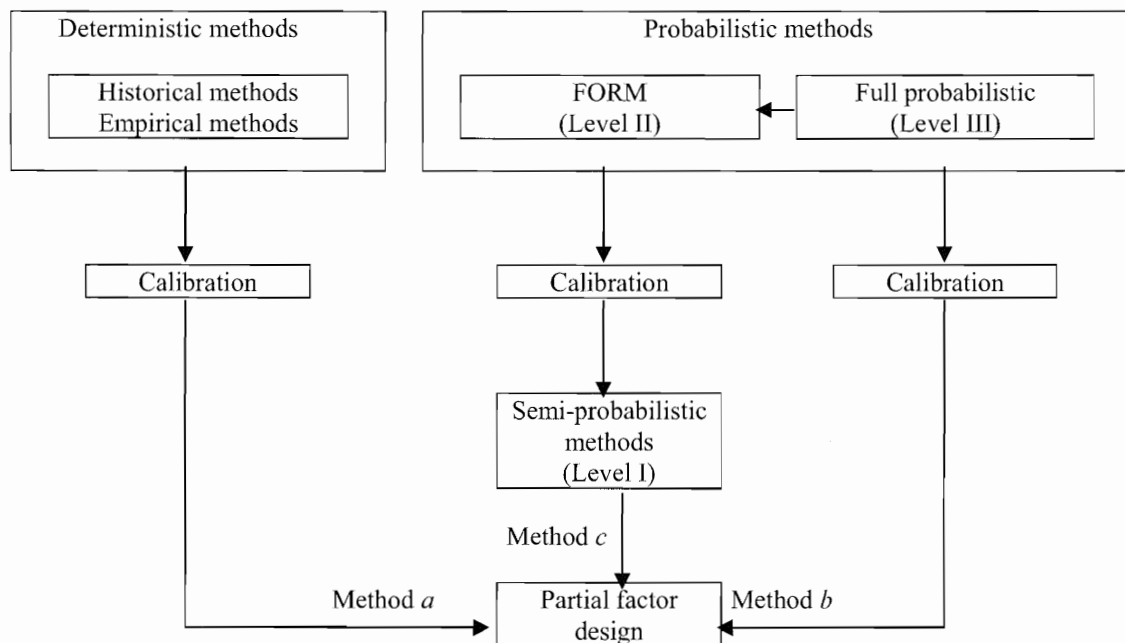 Deterministic methods
Probabilistic methods
Historical methods
Empirical methods
FORM
(Level II)
Full probabilistic
(Level III)
Calibration
Calibration
Calibration
Semi-probabilistic
methods
(Level I)
Method c
Method a
Partial factor
design
Method b